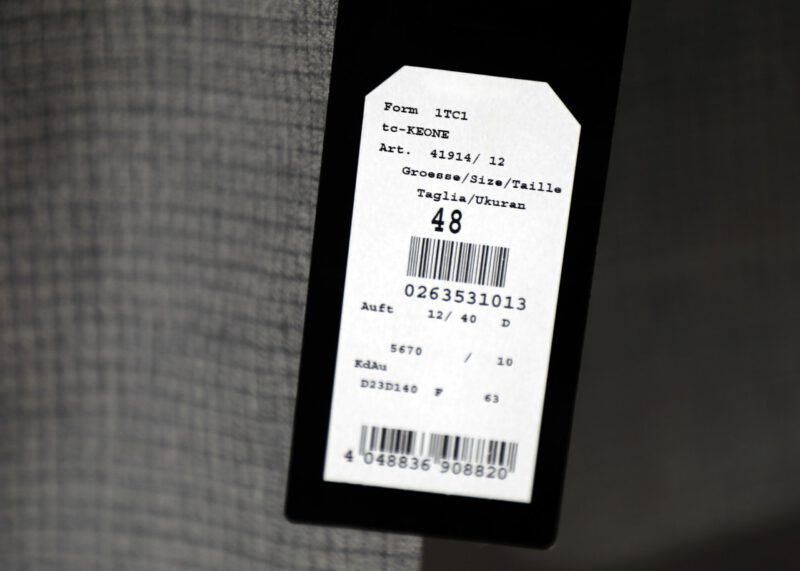 Form 1TC1
tc-KEONE
Art. 41914/ 12
Groesse/Size/Taille
Taglia/Ukuran
48
0263531013
Auft 12/ 40 D
5670 / 10
KdAu
D23D140 F 63
4 048836 908820